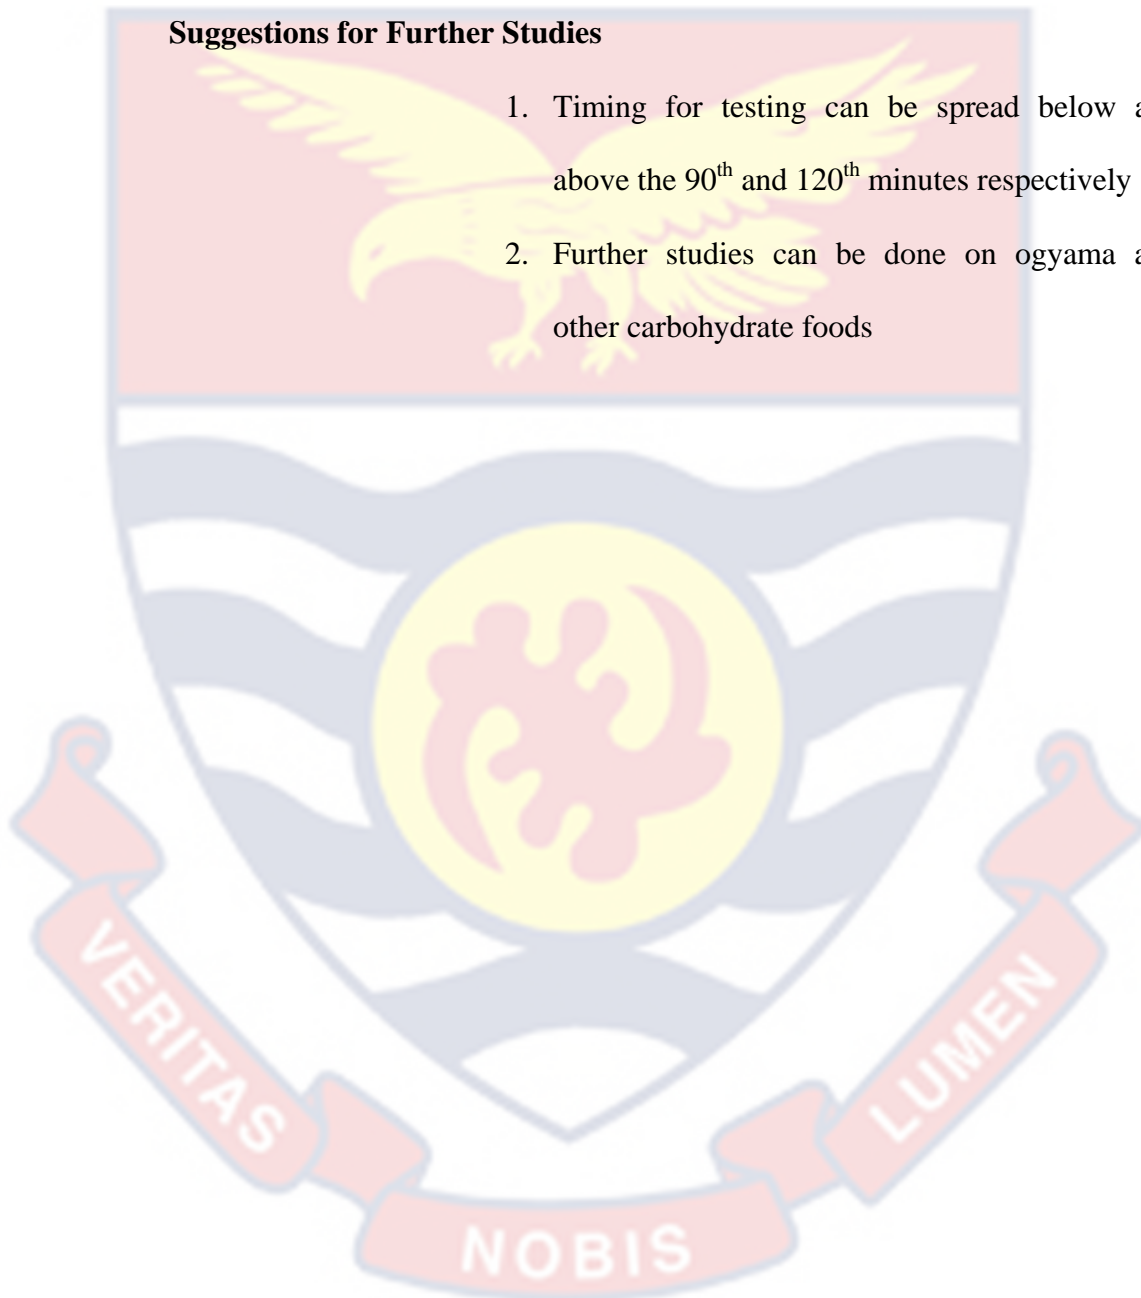 Suggestions for Further Studies
1. Timing for testing can be spread below a
above the 90th and 120th minutes respectively
2. Further studies can be done on ogyama a
other carbohydrate foods
VERITAS
NOBIS
LUMEN